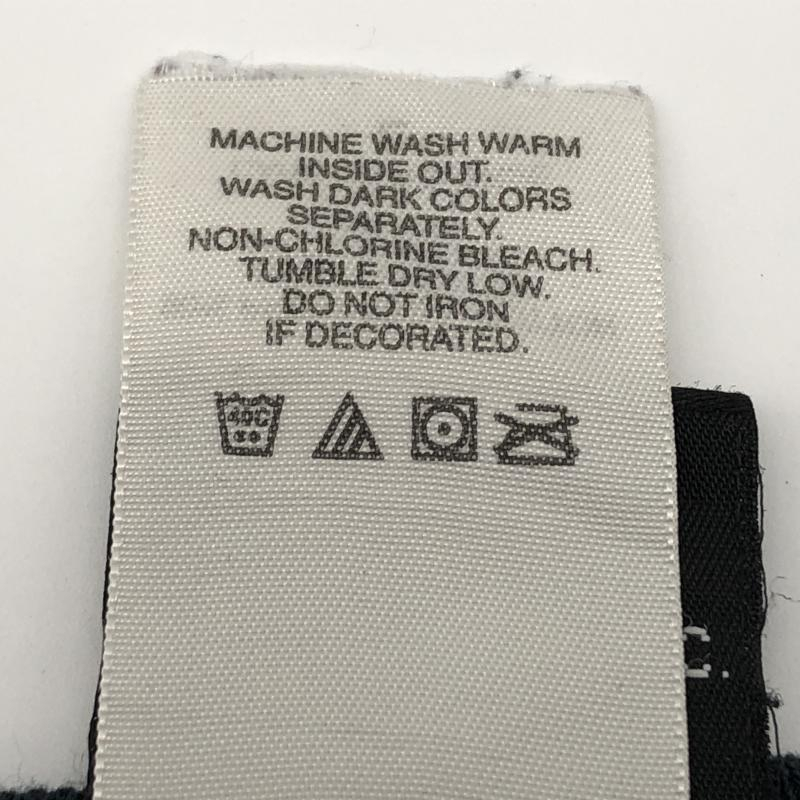 MACHINE WASH WARM
INSIDE OUT.
WASH DARK COLORS
SEPARATELY.
NON-CHLORINE BLEACH.
TUMBLE DRY LOW.
DO NOT IRON
IF DECORATED.
40C